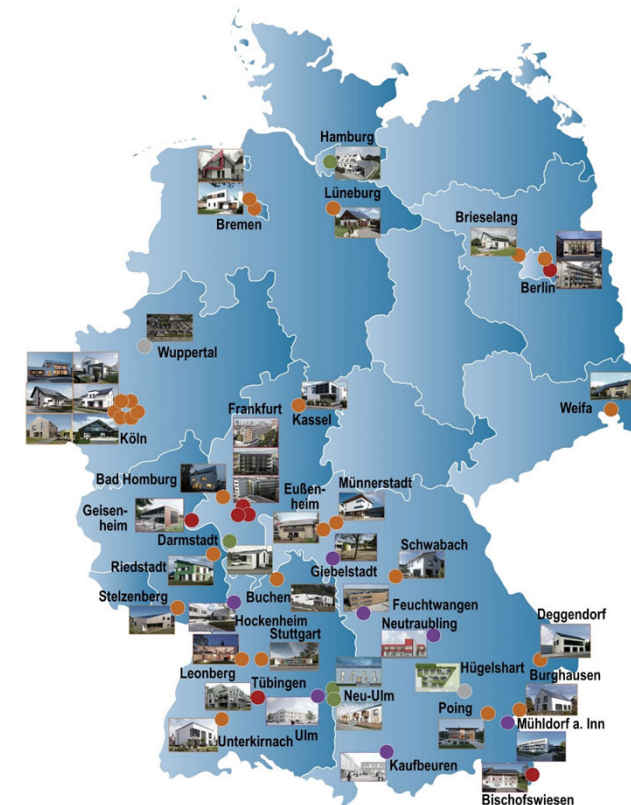 Hamburg
Lüneburg
Bremen
Brieselang
Berlin
Wuppertal
Köln
Frankfurt
Kassel
Weifa
Bad Homburg
Eußen-
heim
Münnerstadt
Geisen-
heim
Darmstadt
Giebelstadt
Schwabach
Riedstadt
Stelzenberg
Buchen
Feuchtwangen
Hockenheim
Neutraubling
Stuttgart
Deggendorf
Leonberg
Hügelshart
Burghausen
Tübingen
Neu-Ulm
Poing
Mühldorf a. Inn
Unterkirnach
Ulm
Kaufbeuren
Bischofswiesen